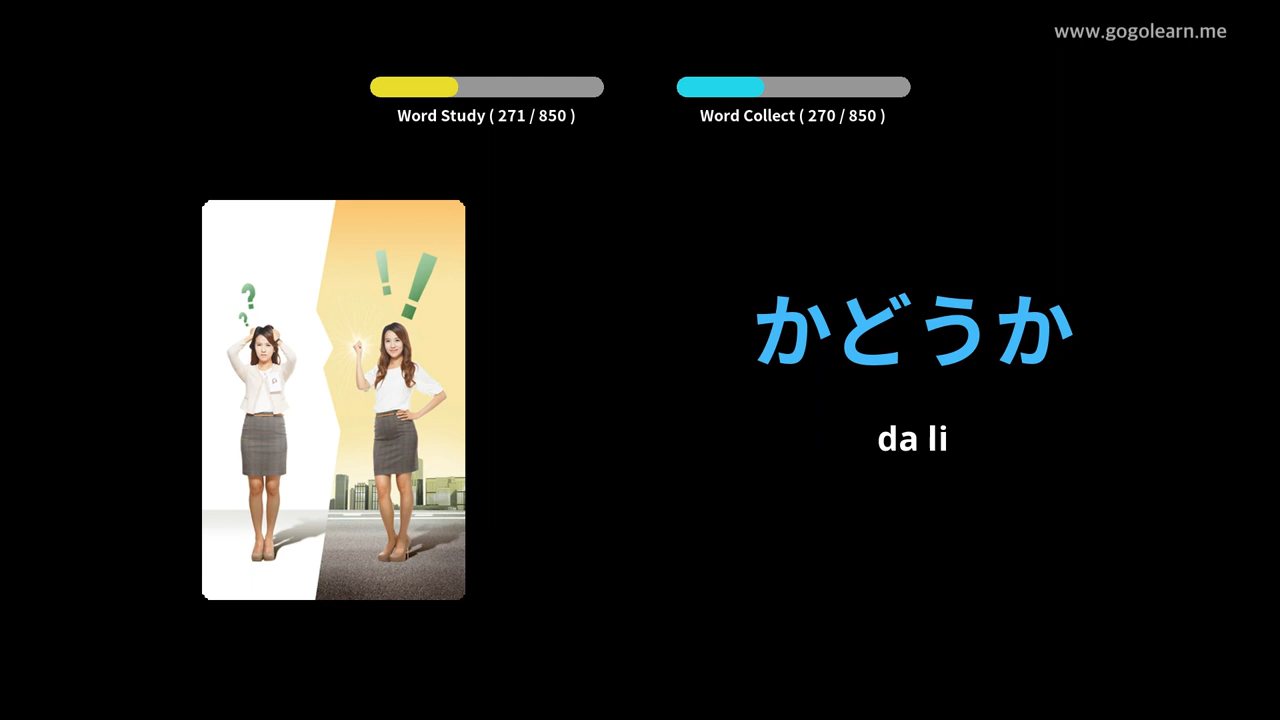 www.gogolearn.me
Word Study ( 271 / 850 )
Word Collect ( 270 / 850 )
? ! !
?
かどうか
da li